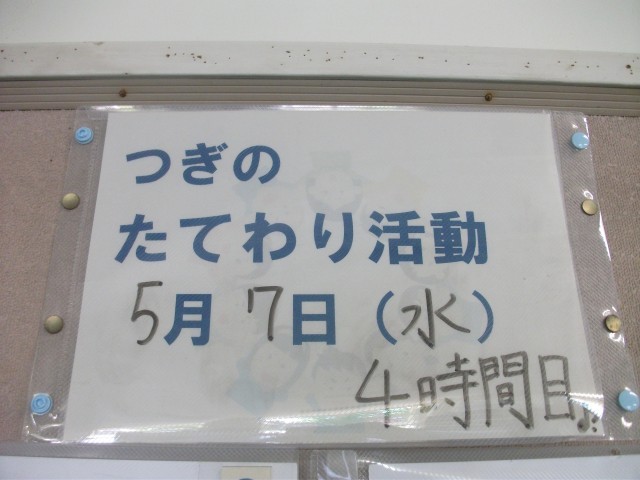 つぎの
たてわり活動
5月7日（水）
4時間目♪